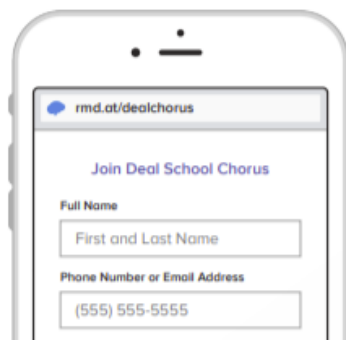 rmd.at/dealchorus
Join Deal School Chorus
Full Name
First and Last Name
Phone Number or Email Address
(555) 555-5555